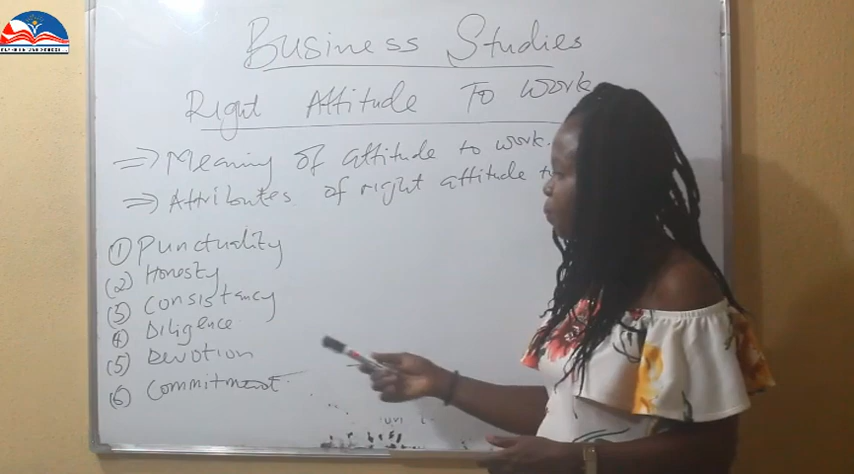 Business Studies
Right Attitude To work
⇒ Meaning of attitude to work.
⇒ Attributes of right attitude
① Punctuality
(2) Honesty
(3) Consistancy
(4) Diligence
(5) Devotion
(6) Commitment